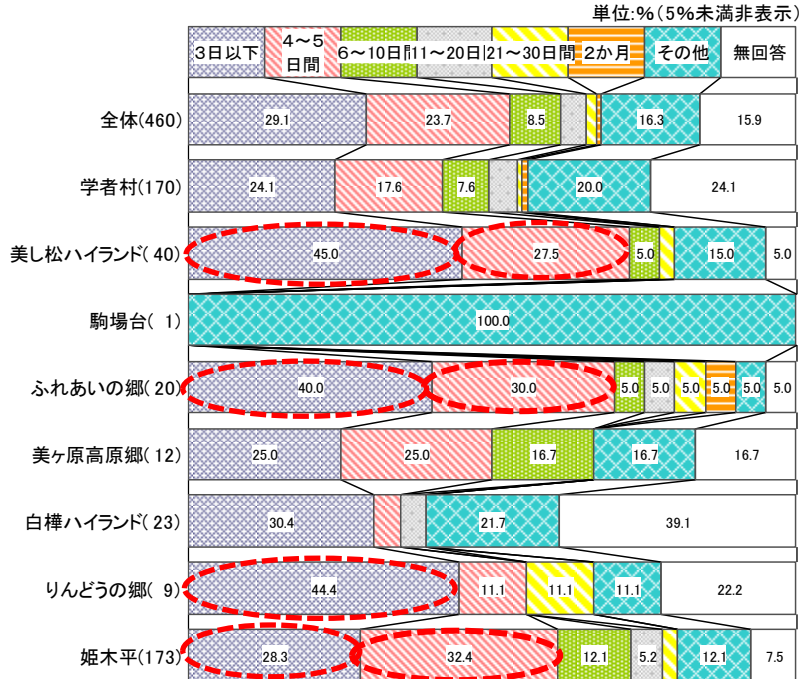 単位:%(5%未満非表示)
3日以下 4～5日間 6～10日間 11～20日間 21～30日間 2か月 その他 無回答
全体(460) 29.1 23.7 8.5 16.3 15.9
学者村(170) 24.1 17.6 7.6 20.0 24.1
美し松ハイランド( 40) 45.0 27.5 5.0 15.0 5.0
駒場台( 1) 100.0
ふれあいの郷( 20) 40.0 30.0 5.0 5.0 5.0 5.0 5.0 5.0
美ヶ原高原郷( 12) 25.0 25.0 16.7 16.7 16.7
白樺ハイランド( 23) 30.4 21.7 39.1
りんどうの郷( 9) 44.4 11.1 11.1 11.1 22.2
姫木平(173) 28.3 32.4 12.1 5.2 12.1 7.5